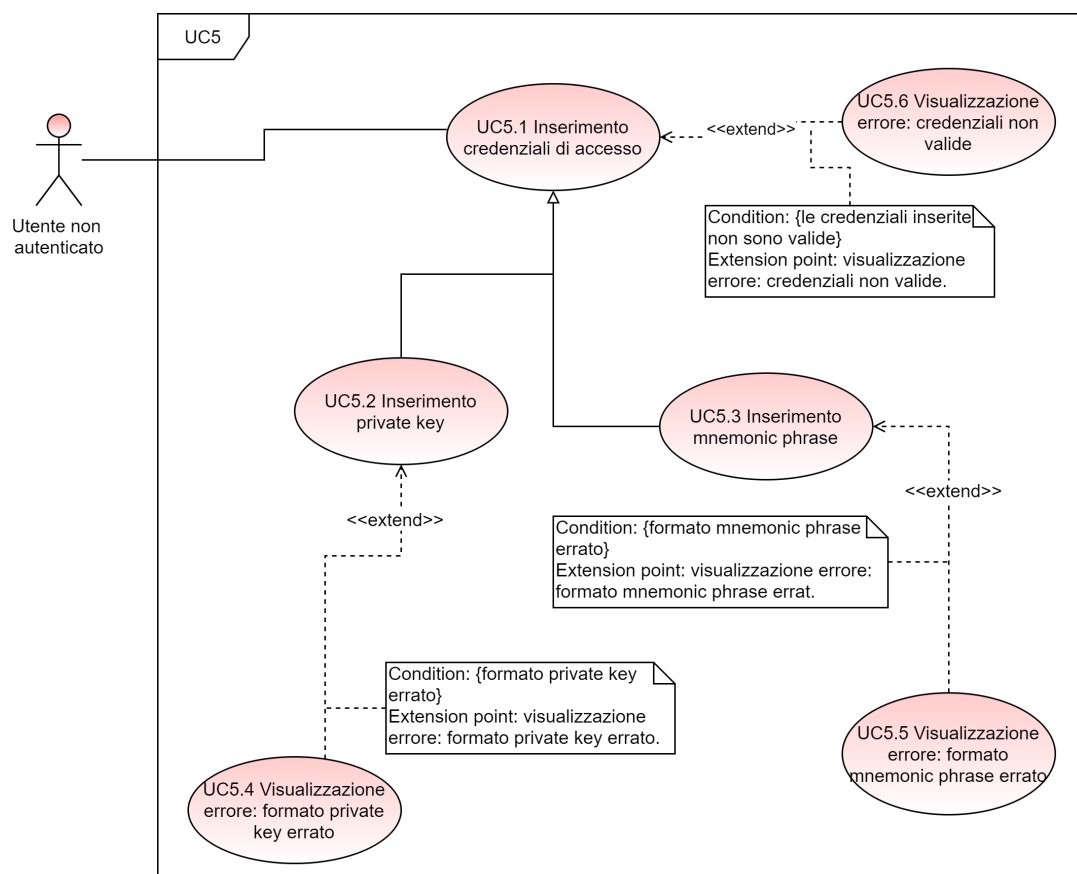 UC5
Utente non
autenticato
UC5.1 Inserimento
credenziali di accesso
<<extend>>
UC5.6 Visualizzazione
errore: credenziali non
valide
Condition: {le credenziali inserite
non sono valide}
Extension point: visualizzazione
errore: credenziali non valide.
UC5.2 Inserimento
private key
UC5.3 Inserimento
mnemonic phrase
<<extend>>
<<extend>>
Condition: {formato mnemonic phrase
errato}
Extension point: visualizzazione errore:
formato mnemonic phrase errat.
Condition: {formato private key
errato}
Extension point: visualizzazione
errore: formato private key errato.
UC5.4 Visualizzazione
errore: formato private
key errato
UC5.5 Visualizzazione
errore: formato
mnemonic phrase errato